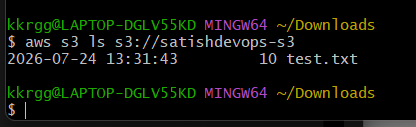 kkrgg@LAPTOP-DGLV55KD MINGW64 ~/Downloads
$ aws s3 ls s3://satishdevops-s3
2026-07-24 13:31:43         10 test.txt
kkrgg@LAPTOP-DGLV55KD MINGW64 ~/Downloads
$